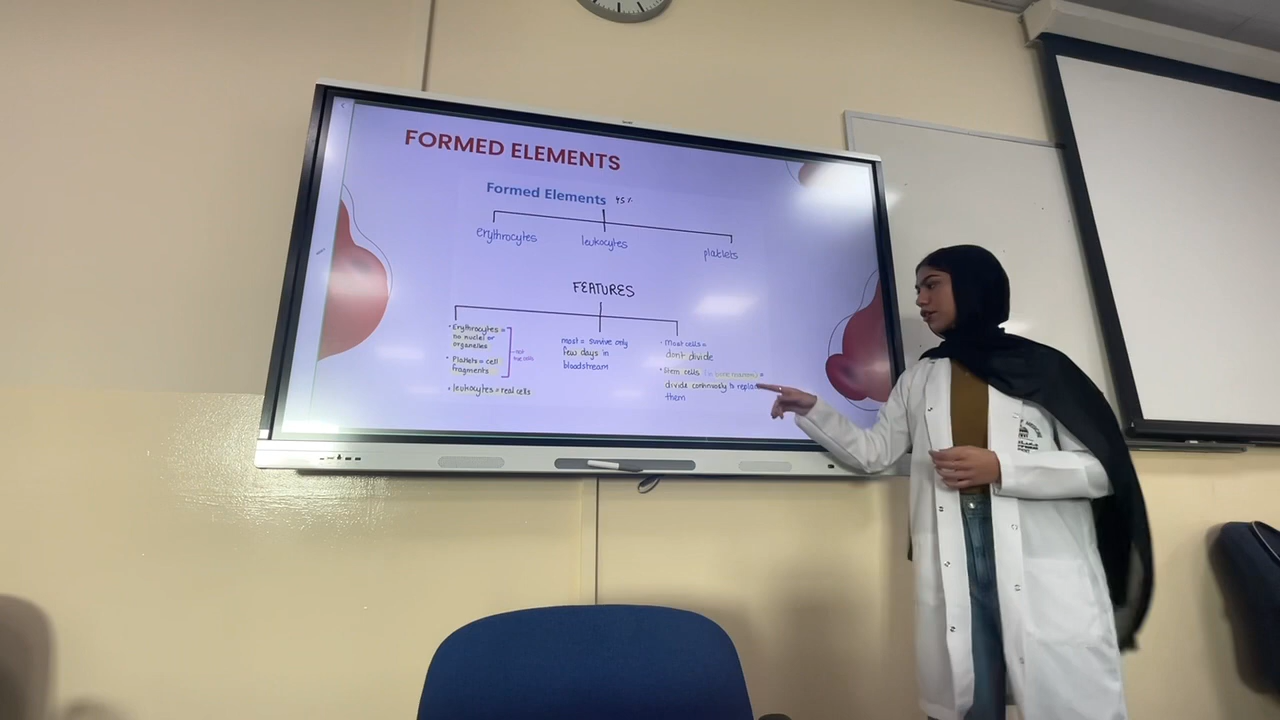 FORMED ELEMENTS
Formed Elements 45%
erythrocytes
leukocytes
platelets
FEATURES
• Erythrocytes =
no nuclei or
organelles
• Platlets = cell
fragments
• leukocytes = real cells
most = survive only
few days in
bloodstream
• Most cells =
dont divide
• Stem cells
divide continuously to replace
them